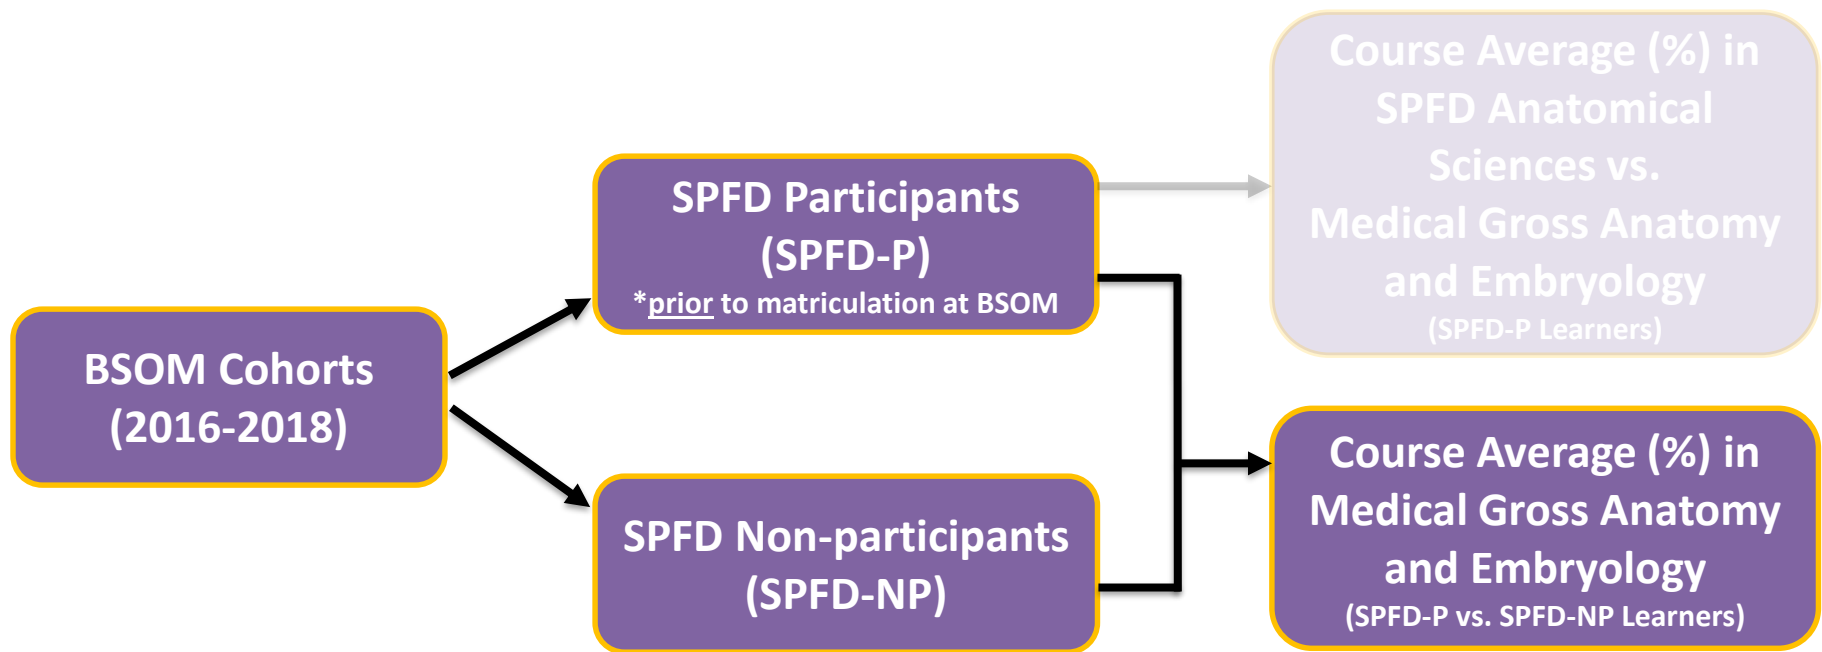 BSOM Cohorts
(2016-2018)
SPFD Participants
(SPFD-P)
*prior to matriculation at BSOM
SPFD Non-participants
(SPFD-NP)
Course Average (%) in
SPFD Anatomical
Sciences vs.
Medical Gross Anatomy
and Embryology
(SPFD-P Learners)
Course Average (%) in
Medical Gross Anatomy
and Embryology
(SPFD-P vs. SPFD-NP Learners)